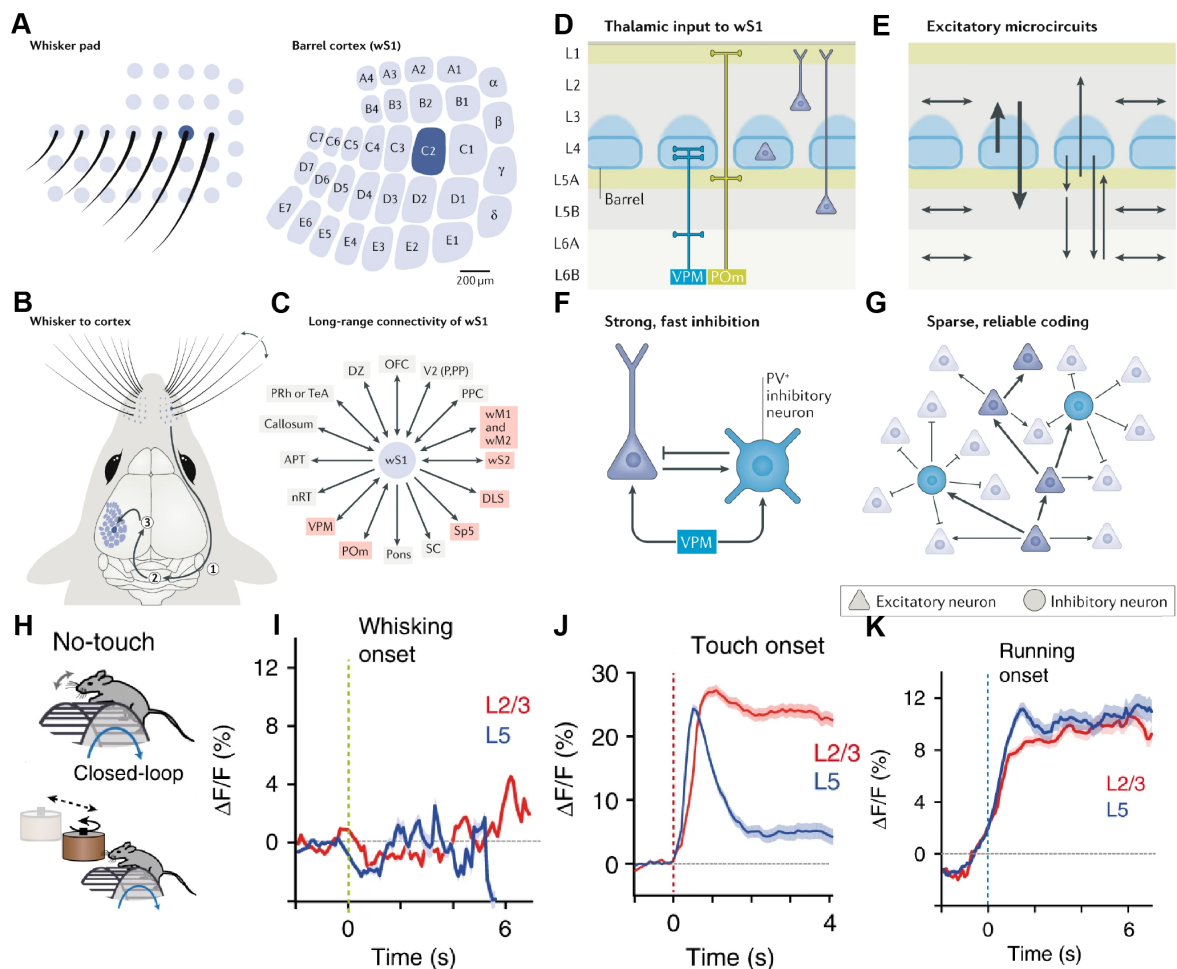 A
Whisker pad
Barrel cortex (wS1)
A4 A3 A2 A1 α
B4 B3 B2 B1 β
C7 C6 C5 C4 C3 C2 C1 γ
D7 D6 D5 D4 D3 D2 D1 δ
E7 E6 E5 E4 E3 E2 E1
200 µm
B
Whisker to cortex
3
2
1
C
Long-range connectivity of wS1
OFC
V2 (P,PP)
PPC
wM1
and
wM2
wS2
DLS
Sp5
SC
Pons
POm
VPM
nRT
APT
Callosum
PRh or TeA
DZ
wS1
D
Thalamic input to wS1
L1
L2
L3
L4
L5A
L5B
L6A
L6B
Barrel
VPM POm
E
Excitatory microcircuits
F
Strong, fast inhibition
PV⁺
inhibitory
neuron
VPM
G
Sparse, reliable coding
Excitatory neuron Inhibitory neuron
H
No-touch
Closed-loop
I
Whisking
onset
L2/3
L5
ΔF/F (%)
12
8
4
0
0 6
Time (s)
J
Touch onset
L2/3
L5
ΔF/F (%)
30
20
10
0
0 4
Time (s)
K
Running
onset
L2/3
L5
ΔF/F (%)
12
8
4
0
0 6
Time (s)